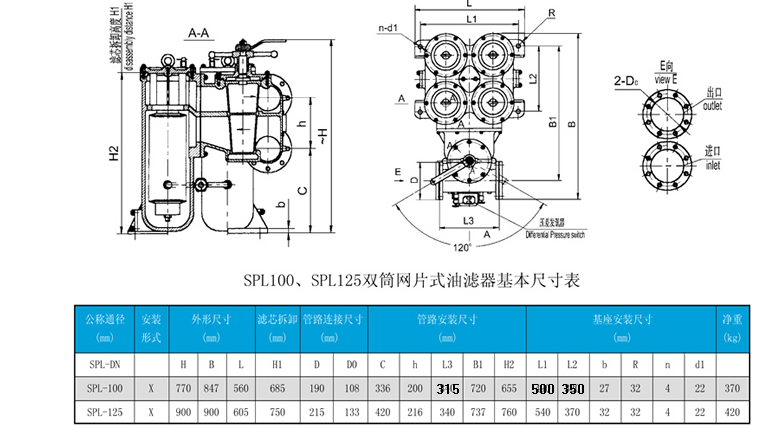 滤芯拆卸高度 H1
disassembly distance H1
A-A
H2
h
~H
C
b
L
L1
R
n-d1
A
L2
B1
B
A
A
A
E
D
L3
A
120°
压差发讯器
Differential Pressure switch
E向
view E
2-D₀
出口
outlet
进口
inlet
SPL100、SPL125双筒网片式油滤器基本尺寸表
公称通径 安装 外形尺寸 滤芯拆卸 管路连接尺寸 管路安装尺寸 基座安装尺寸 净重
(mm) 形式 (mm) (mm) (mm) (mm) (mm) (kg)
SPL-DN H B L H1 D D0 C h L3 B1 H2 L1 L2 b R n d1
SPL-100 X 770 847 560 685 190 108 336 200 315 720 655 500 350 27 32 4 22 370
SPL-125 X 900 900 605 750 215 133 420 216 340 737 760 540 370 32 32 4 22 420